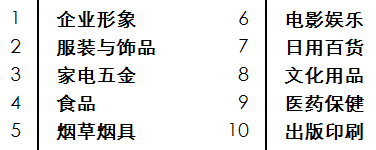 1 企业形象
2 服装与饰品
3 家电五金
4 食品
5 烟草烟具
6 电影娱乐
7 日用百货
8 文化用品
9 医药保健
10 出版印刷